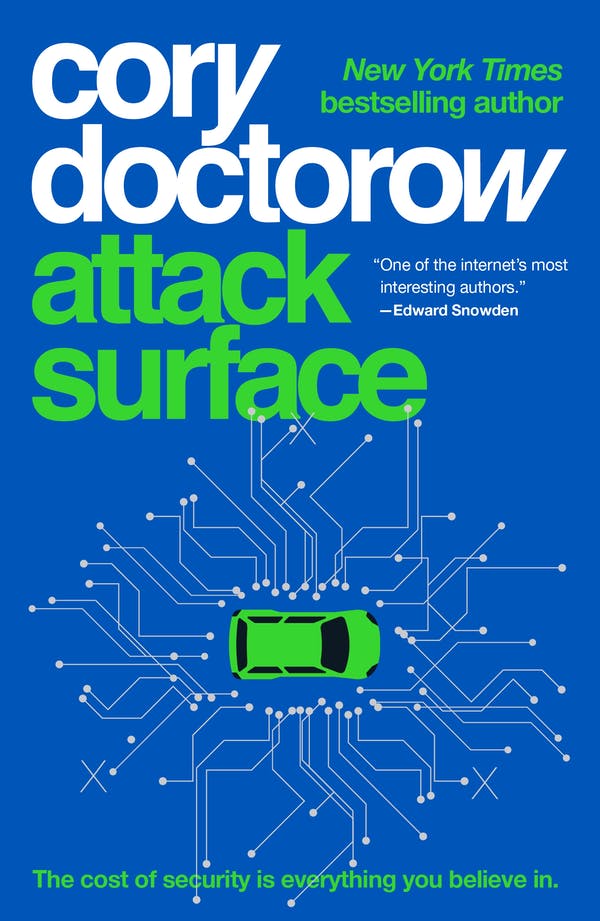 cory
New York Times
bestselling author
doctorow
attack
“One of the internet’s most
interesting authors.”
—Edward Snowden
surface
The cost of security is everything you believe in.